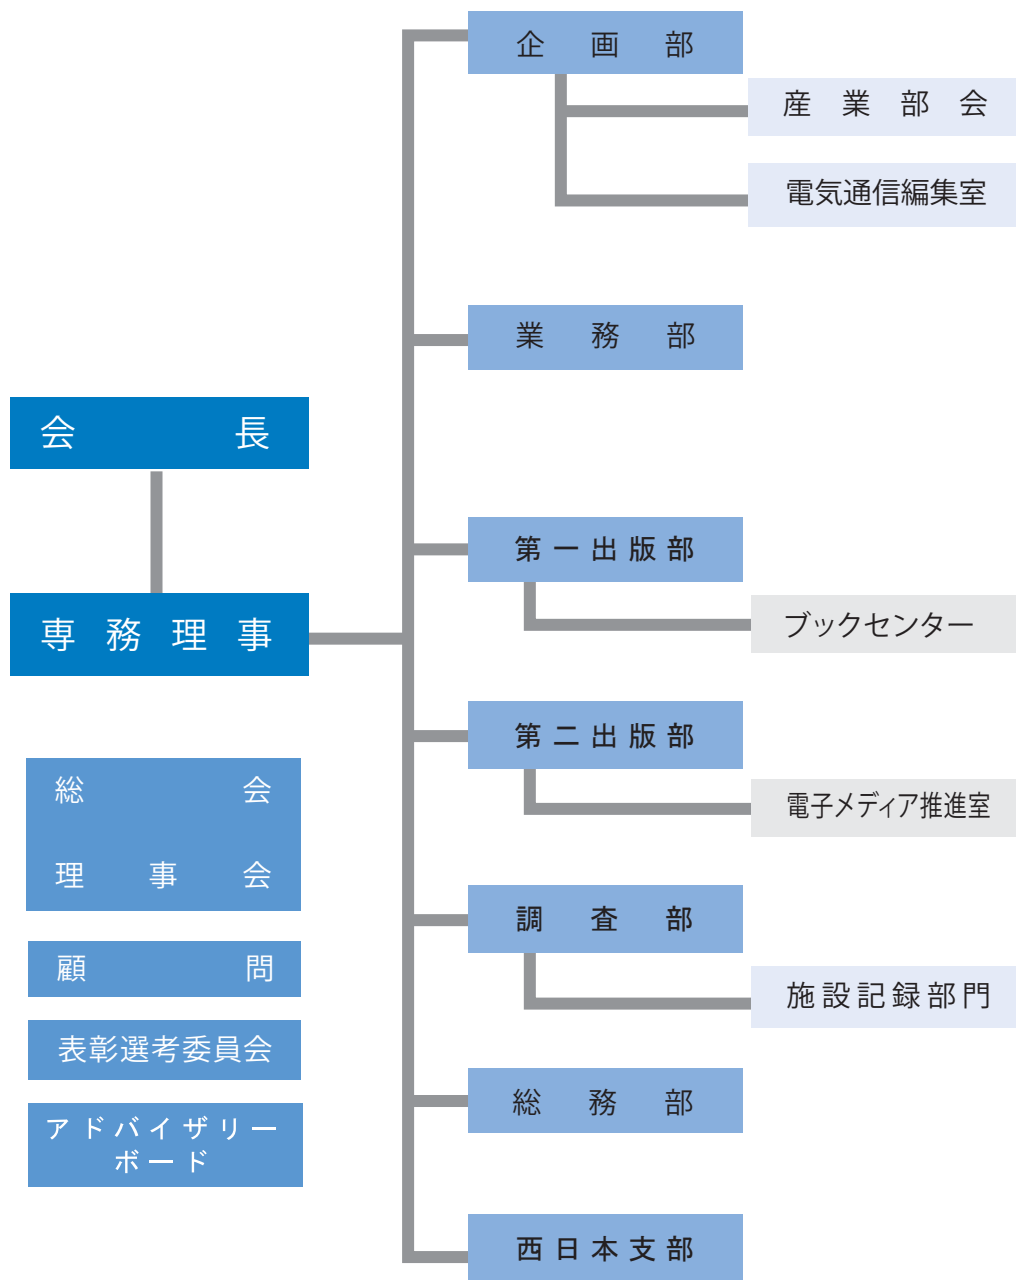 企画部
産業部会
電気通信編集室
業務部
会長
専務理事
第一出版部
ブックセンター
第二出版部
電子メディア推進室
調査部
施設記録部門
総務部
西日本支部
総会
理事会
顧問
表彰選考委員会
アドバイザリー
ボード